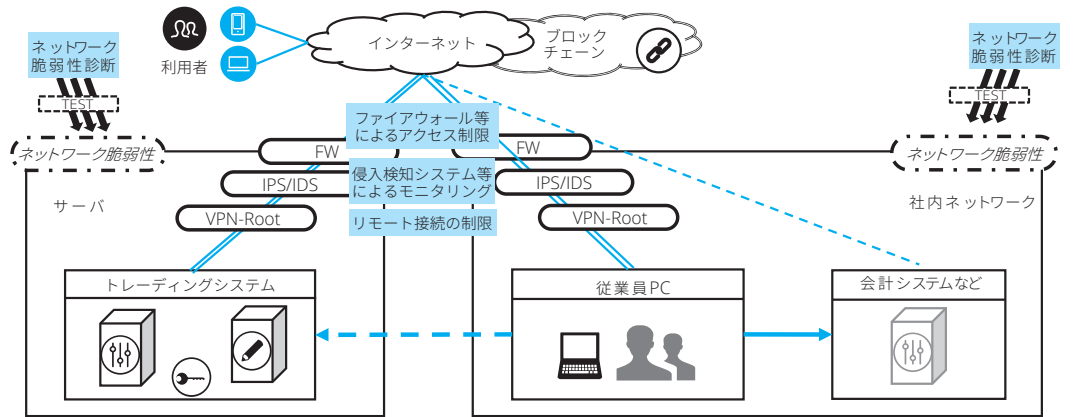 利用者
インターネット
ブロック
チェーン
ネットワーク
脆弱性診断
TEST
ネットワーク脆弱性
ネットワーク
脆弱性診断
TEST
ネットワーク脆弱性
ファイアウォール等
によるアクセス制限
FW
FW
侵入検知システム等
によるモニタリング
IPS/IDS
IPS/IDS
リモート接続の制限
VPN-Root
VPN-Root
サーバ
社内ネットワーク
トレーディングシステム
従業員PC
会計システムなど